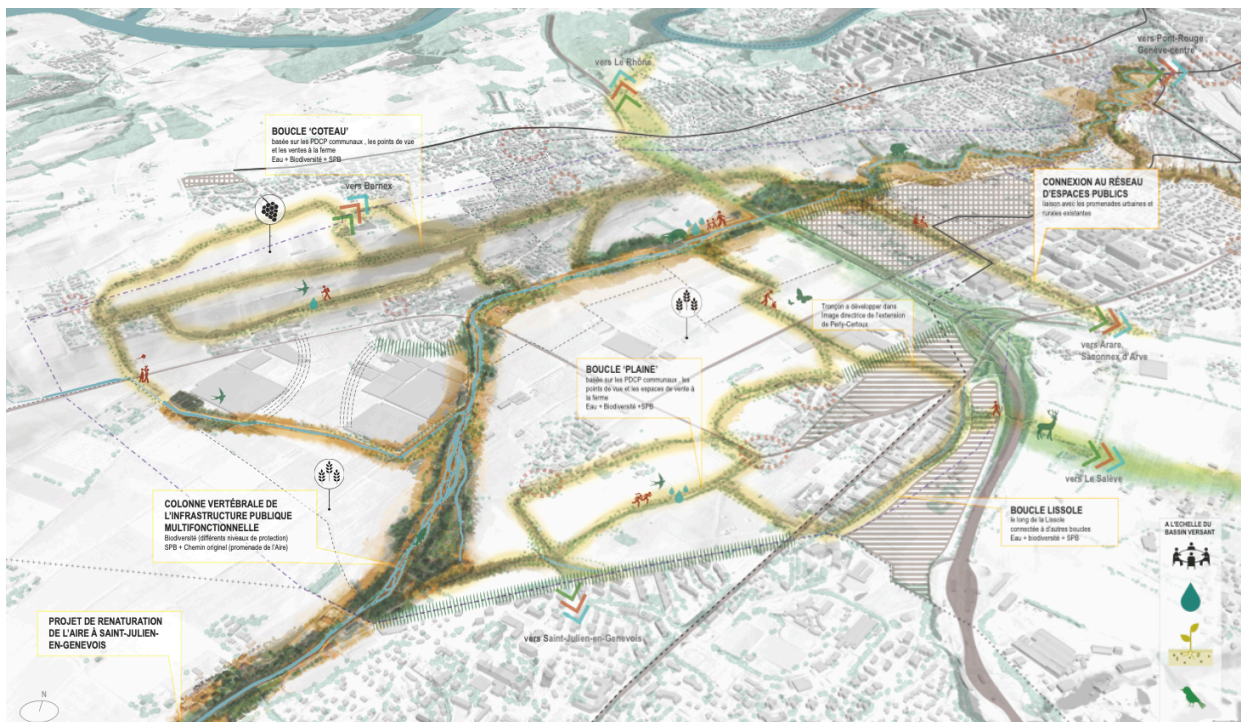 vers Pont-Rouge
Genève-centre
vers Le Rhône
BOUCLE 'COTEAU'
basée sur les PDCP communaux , les points de vue
et les ventes à la ferme
Eau + Biodiversité + SPB
vers Bernex
CONNEXION AU RÉSEAU
D'ESPACES PUBLICS
liaison avec les promenades urbaines et
rurales existantes
Tronçon a développer dans
Image directrice de l'extension
de Perly-Certoux
vers Arare,
Saconnex d'Arve
BOUCLE 'PLAINE'
basée sur les PDCP communaux , les
points de vue et les espaces de vente à
la ferme
Eau + Biodiversité +SPB
vers Le Salève
COLONNE VERTÉBRALE DE
L'INFRASTRUCTURE PUBLIQUE
MULTIFONCTIONNELLE
Biodiversité (différents niveaux de protection)
SPB + Chemin originel (promenade de l'Aire)
BOUCLE LISSOLE
le long de la Lissole
connectée à d'autres boucles
Eau + biodiversité + SPB
A L'ECHELLE DU
BASSIN VERSANT
PROJET DE RENATURATION
DE L'AIRE À SAINT-JULIEN-
EN-GENEVOIS
vers Saint-Julien-en-Genevois
N